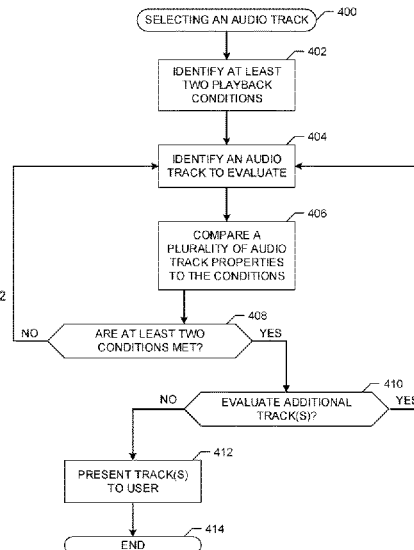 SELECTING AN AUDIO TRACK
400
402
IDENTIFY AT LEAST
TWO PLAYBACK
CONDITIONS
404
IDENTIFY AN AUDIO
TRACK TO EVALUATE
406
COMPARE A
PLURALITY OF AUDIO
TRACK PROPERTIES
TO THE CONDITIONS
2
408
NO
ARE AT LEAST TWO
CONDITIONS MET?
YES
410
NO
EVALUATE ADDITIONAL
TRACK(S)?
YES
412
PRESENT TRACK(S)
TO USER
414
END